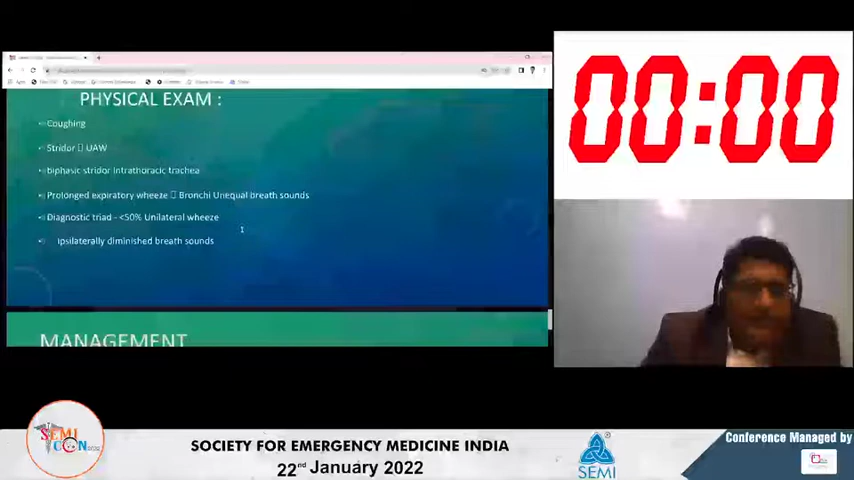 PHYSICAL EXAM :
Coughing
Stridor UAW
biphasic stridor Intrathoracic trachea
Prolonged expiratory wheeze Bronchi Unequal breath sounds
Diagnostic triad - <50% Unilateral wheeze
ipsilaterally diminished breath sounds
MANAGEMENT
00:00
SEMI
CON
SOCIETY FOR EMERGENCY MEDICINE INDIA
22nd January 2022
SEMI
Conference Managed by